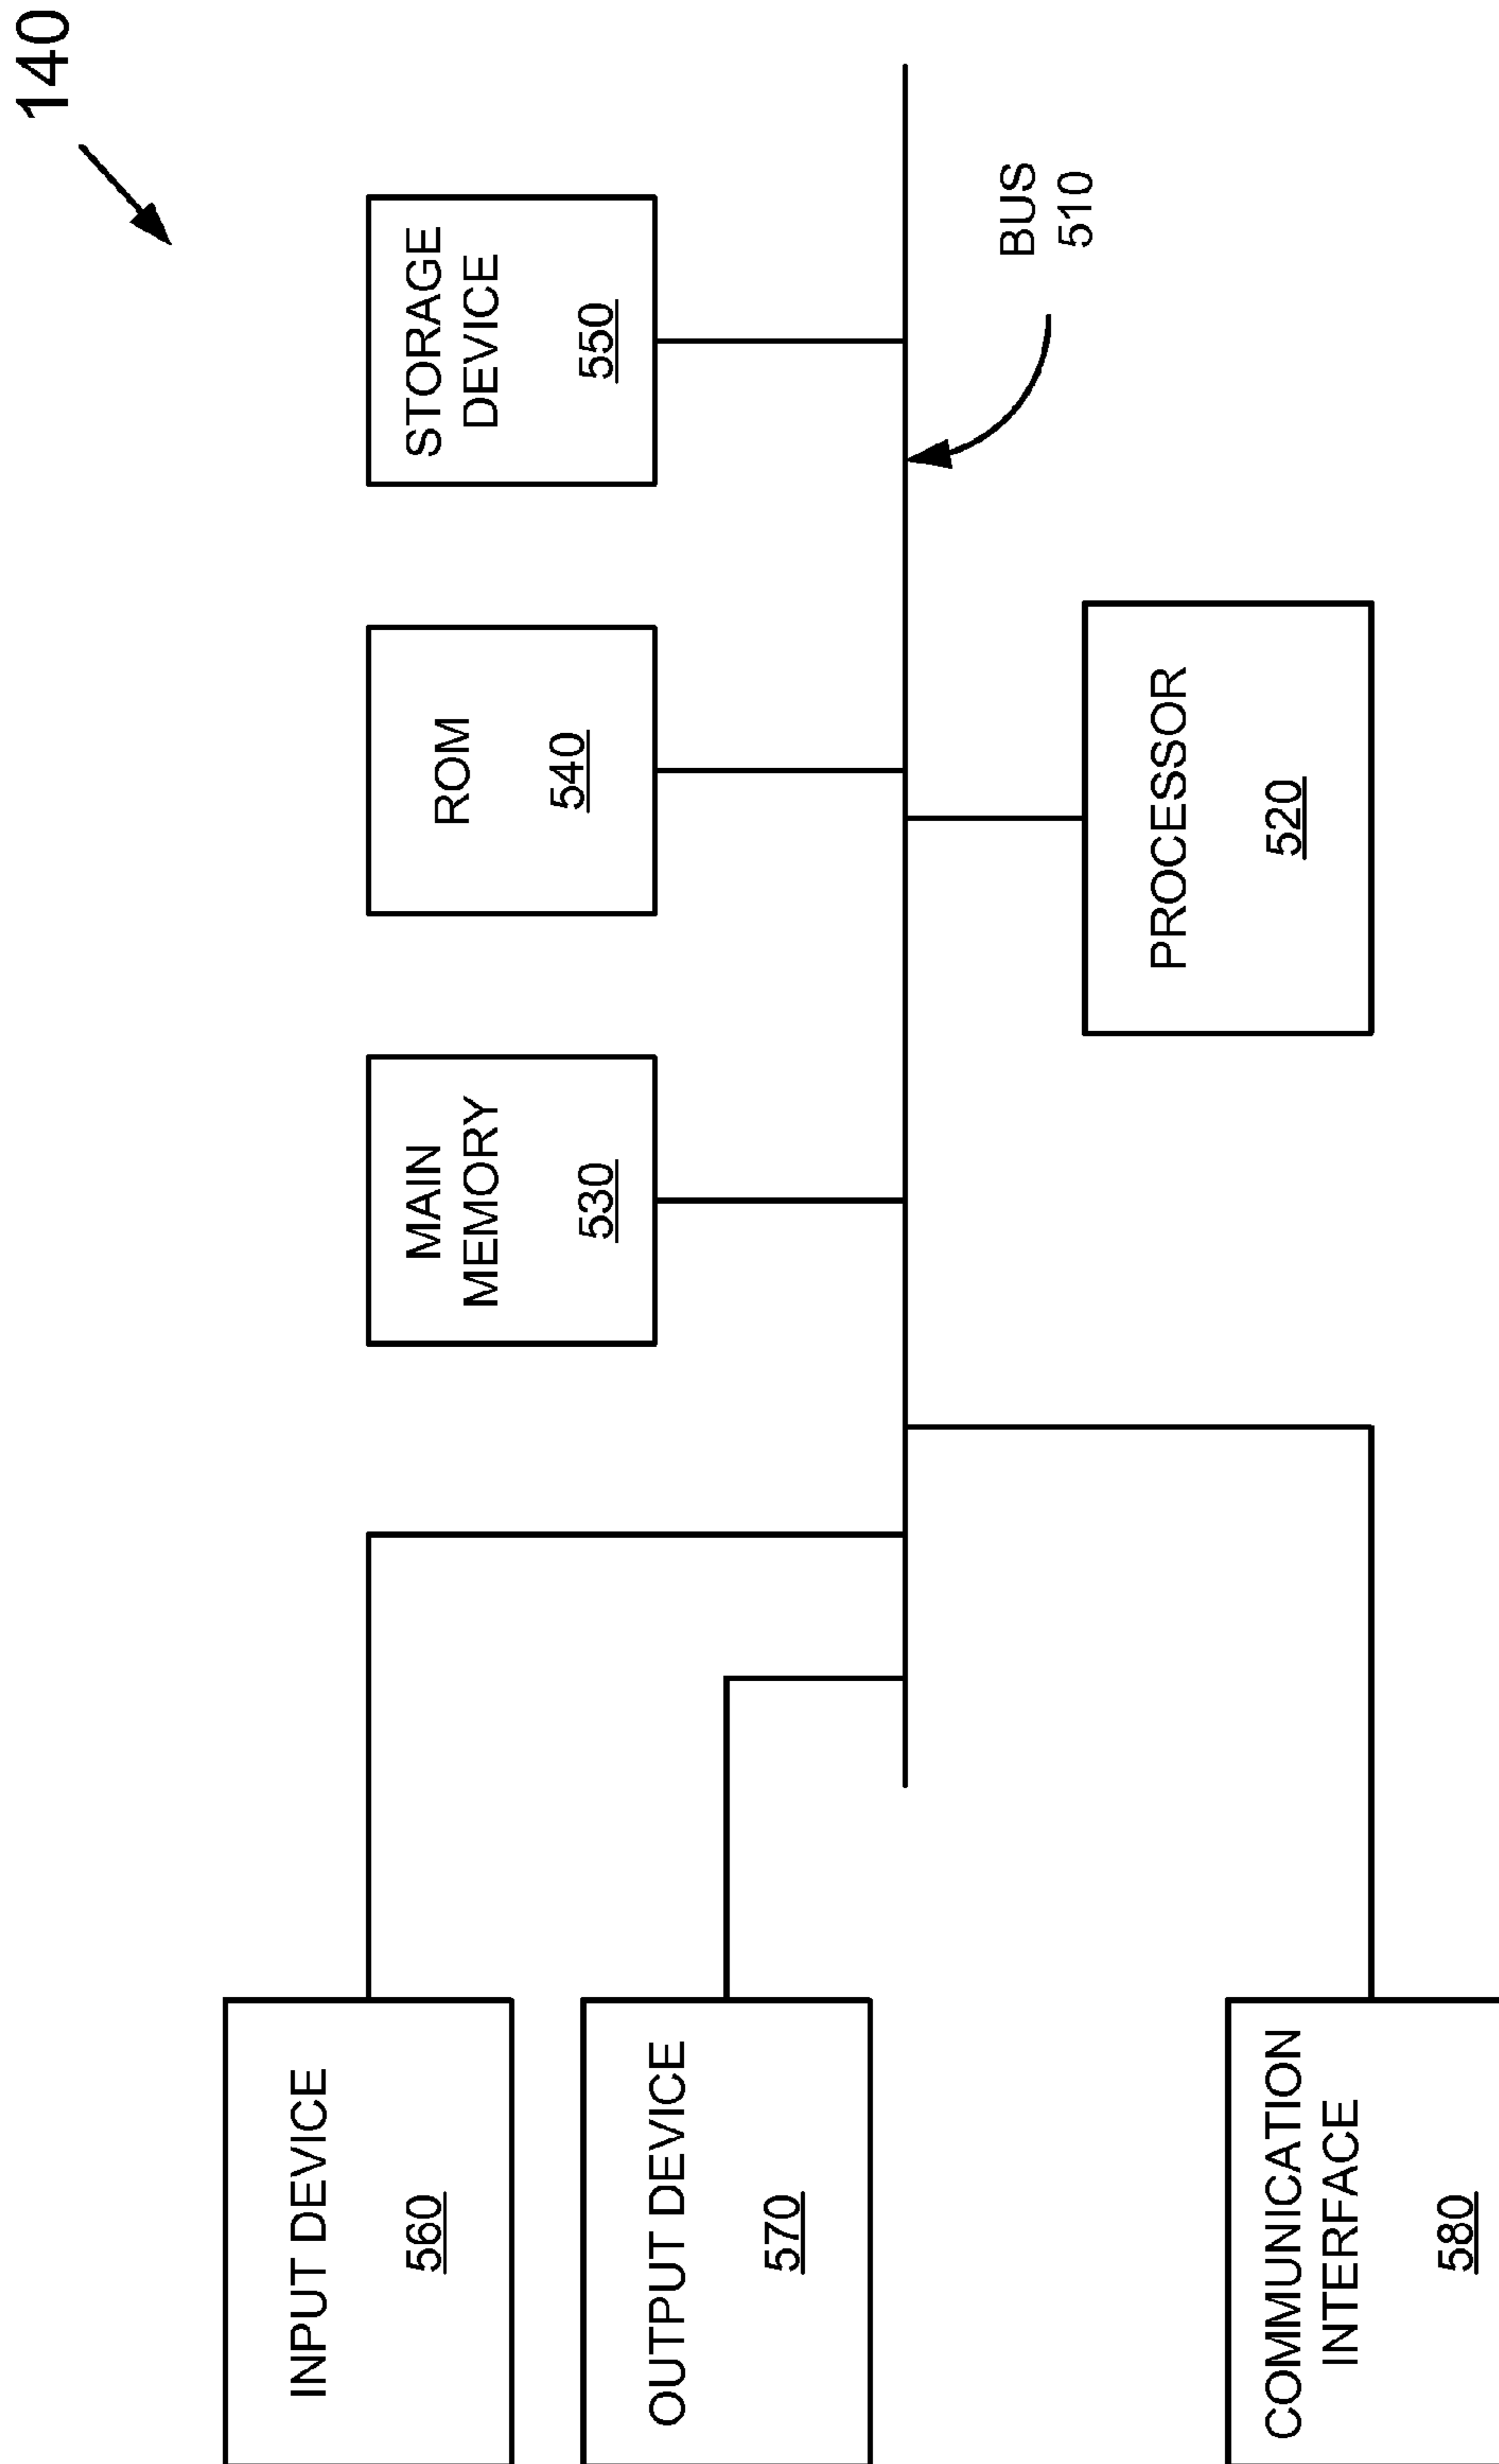 140
MAIN
MEMORY
530
ROM
540
STORAGE
DEVICE
550
INPUT DEVICE
560
OUTPUT DEVICE
570
BUS
510
PROCESSOR
520
COMMUNICATION
INTERFACE
580